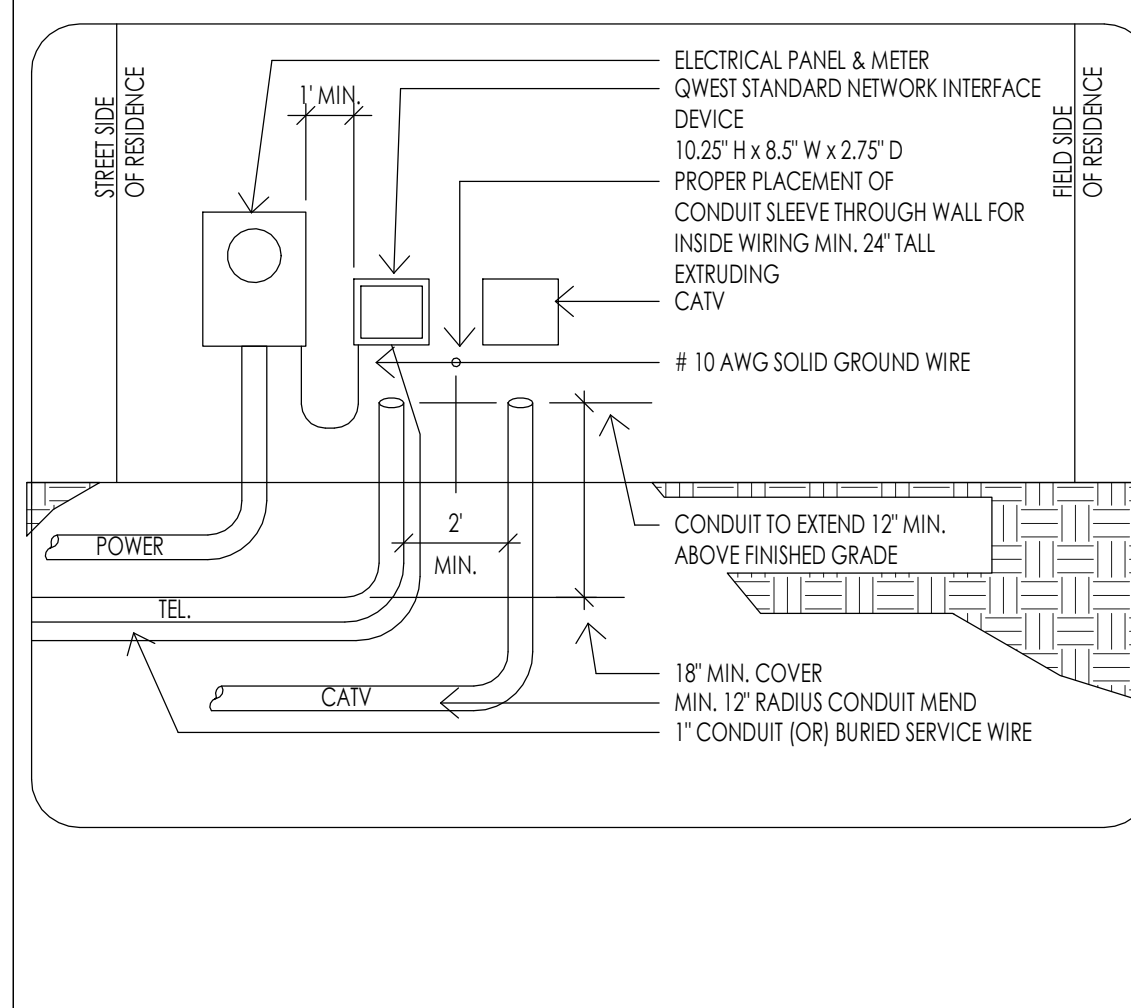 STREET SIDE
OF RESIDENCE
1' MIN.
ELECTRICAL PANEL & METER
QWEST STANDARD NETWORK INTERFACE
DEVICE
10.25" H x 8.5" W x 2.75" D
PROPER PLACEMENT OF
CONDUIT SLEEVE THROUGH WALL FOR
INSIDE WIRING MIN. 24" TALL
EXTRUDING
CATV
# 10 AWG SOLID GROUND WIRE
FIELD SIDE
OF RESIDENCE
POWER
2'
MIN.
CONDUIT TO EXTEND 12" MIN.
ABOVE FINISHED GRADE
TEL.
CATV
18" MIN. COVER
MIN. 12" RADIUS CONDUIT MEND
1" CONDUIT (OR) BURIED SERVICE WIRE